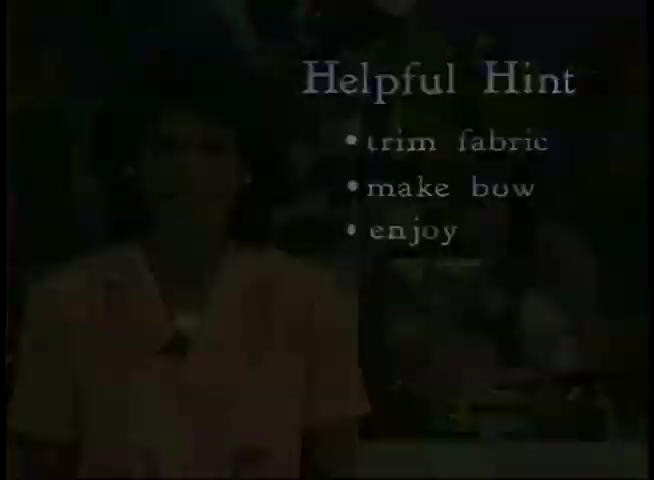 Helpful Hint
• trim fabric
• make bow
• enjoy